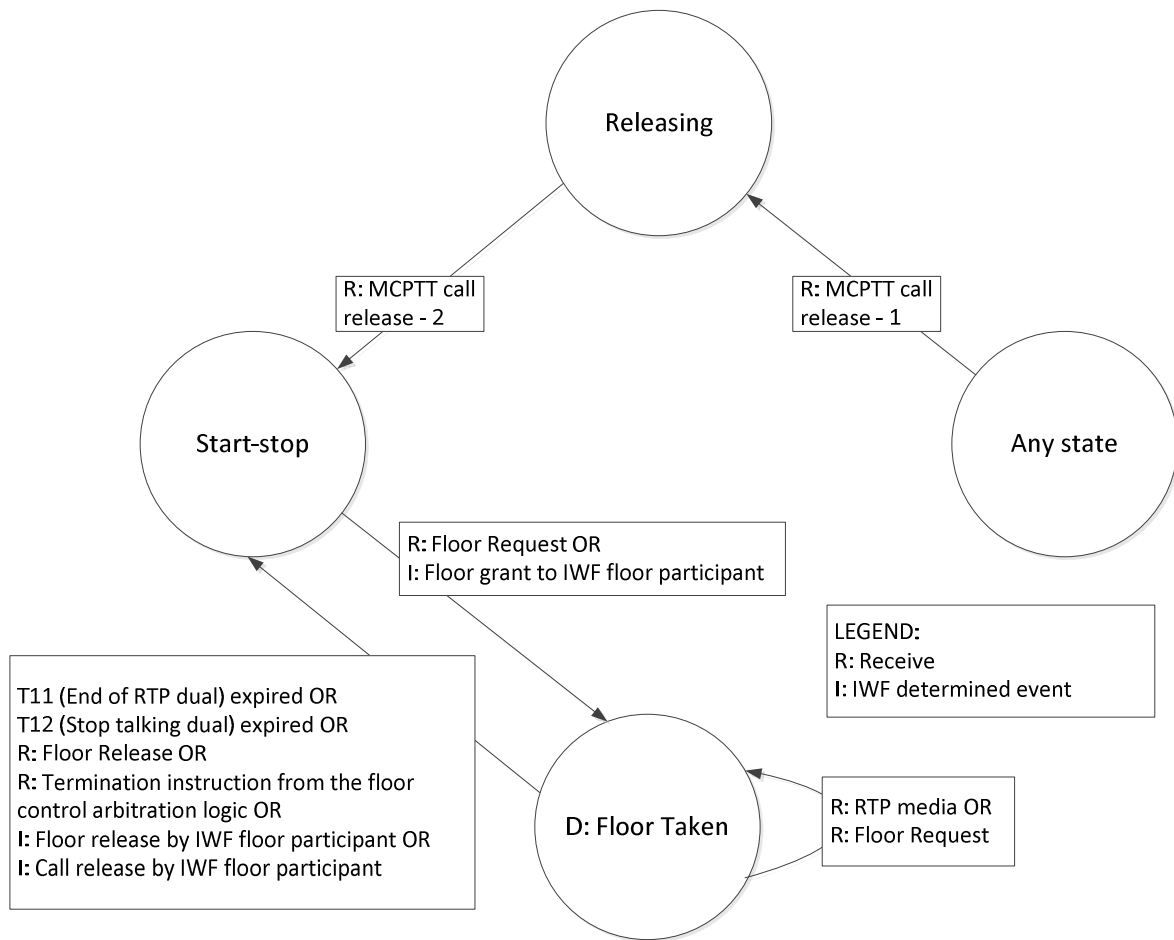 Releasing
R: MCPTT call
release - 2
R: MCPTT call
release - 1
Start-stop
Any state
R: Floor Request OR
I: Floor grant to IWF floor participant
LEGEND:
R: Receive
I: IWF determined event
T11 (End of RTP dual) expired OR
T12 (Stop talking dual) expired OR
R: Floor Release OR
R: Termination instruction from the floor
control arbitration logic OR
I: Floor release by IWF floor participant OR
I: Call release by IWF floor participant
D: Floor Taken
R: RTP media OR
R: Floor Request